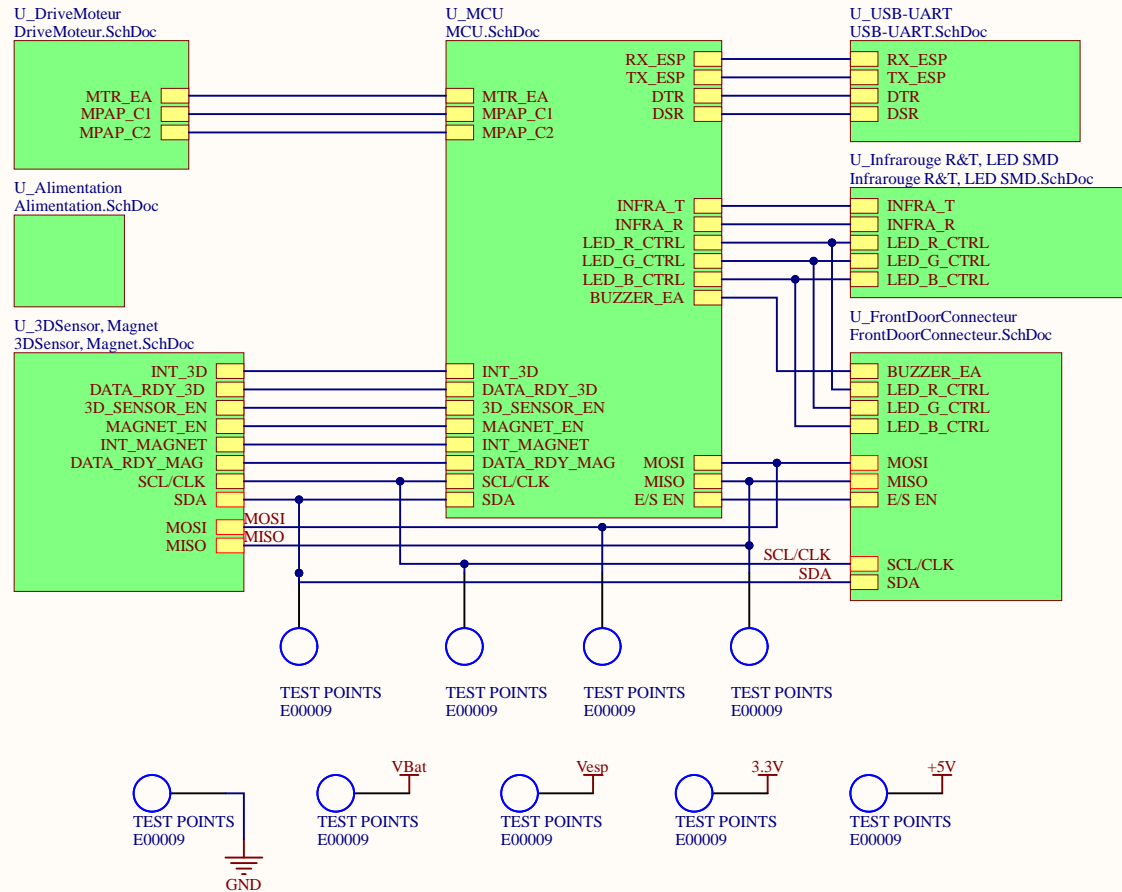 U_DriveMoteur
DriveMoteur.SchDoc
MTR_EA
MPAP_C1
MPAP_C2
U_Alimentation
Alimentation.SchDoc
U_3DSensor, Magnet
3DSensor, Magnet.SchDoc
INT_3D
DATA_RDY_3D
3D_SENSOR_EN
MAGNET_EN
INT_MAGNET
DATA_RDY_MAG
SCL/CLK
SDA
MOSI
MISO
MOSI
MISO
U_MCU
MCU.SchDoc
MTR_EA
MPAP_C1
MPAP_C2
INT_3D
DATA_RDY_3D
3D_SENSOR_EN
MAGNET_EN
INT_MAGNET
DATA_RDY_MAG
SCL/CLK
SDA
RX_ESP
TX_ESP
DTR
DSR
INFRA_T
INFRA_R
LED_R_CTRL
LED_G_CTRL
LED_B_CTRL
BUZZER_EA
MOSI
MISO
E/S EN
U_USB-UART
USB-UART.SchDoc
RX_ESP
TX_ESP
DTR
DSR
U_Infrarouge R&T, LED SMD
Infrarouge R&T, LED SMD.SchDoc
INFRA_T
INFRA_R
LED_R_CTRL
LED_G_CTRL
LED_B_CTRL
U_FrontDoorConnecteur
FrontDoorConnecteur.SchDoc
BUZZER_EA
LED_R_CTRL
LED_G_CTRL
LED_B_CTRL
MOSI
MISO
E/S EN
SCL/CLK
SCL/CLK
SDA
SDA
TEST POINTS
E00009
TEST POINTS
E00009
TEST POINTS
E00009
TEST POINTS
E00009
TEST POINTS
E00009
GND
VBat
TEST POINTS
E00009
Vesp
TEST POINTS
E00009
3.3V
TEST POINTS
E00009
+5V
TEST POINTS
E00009